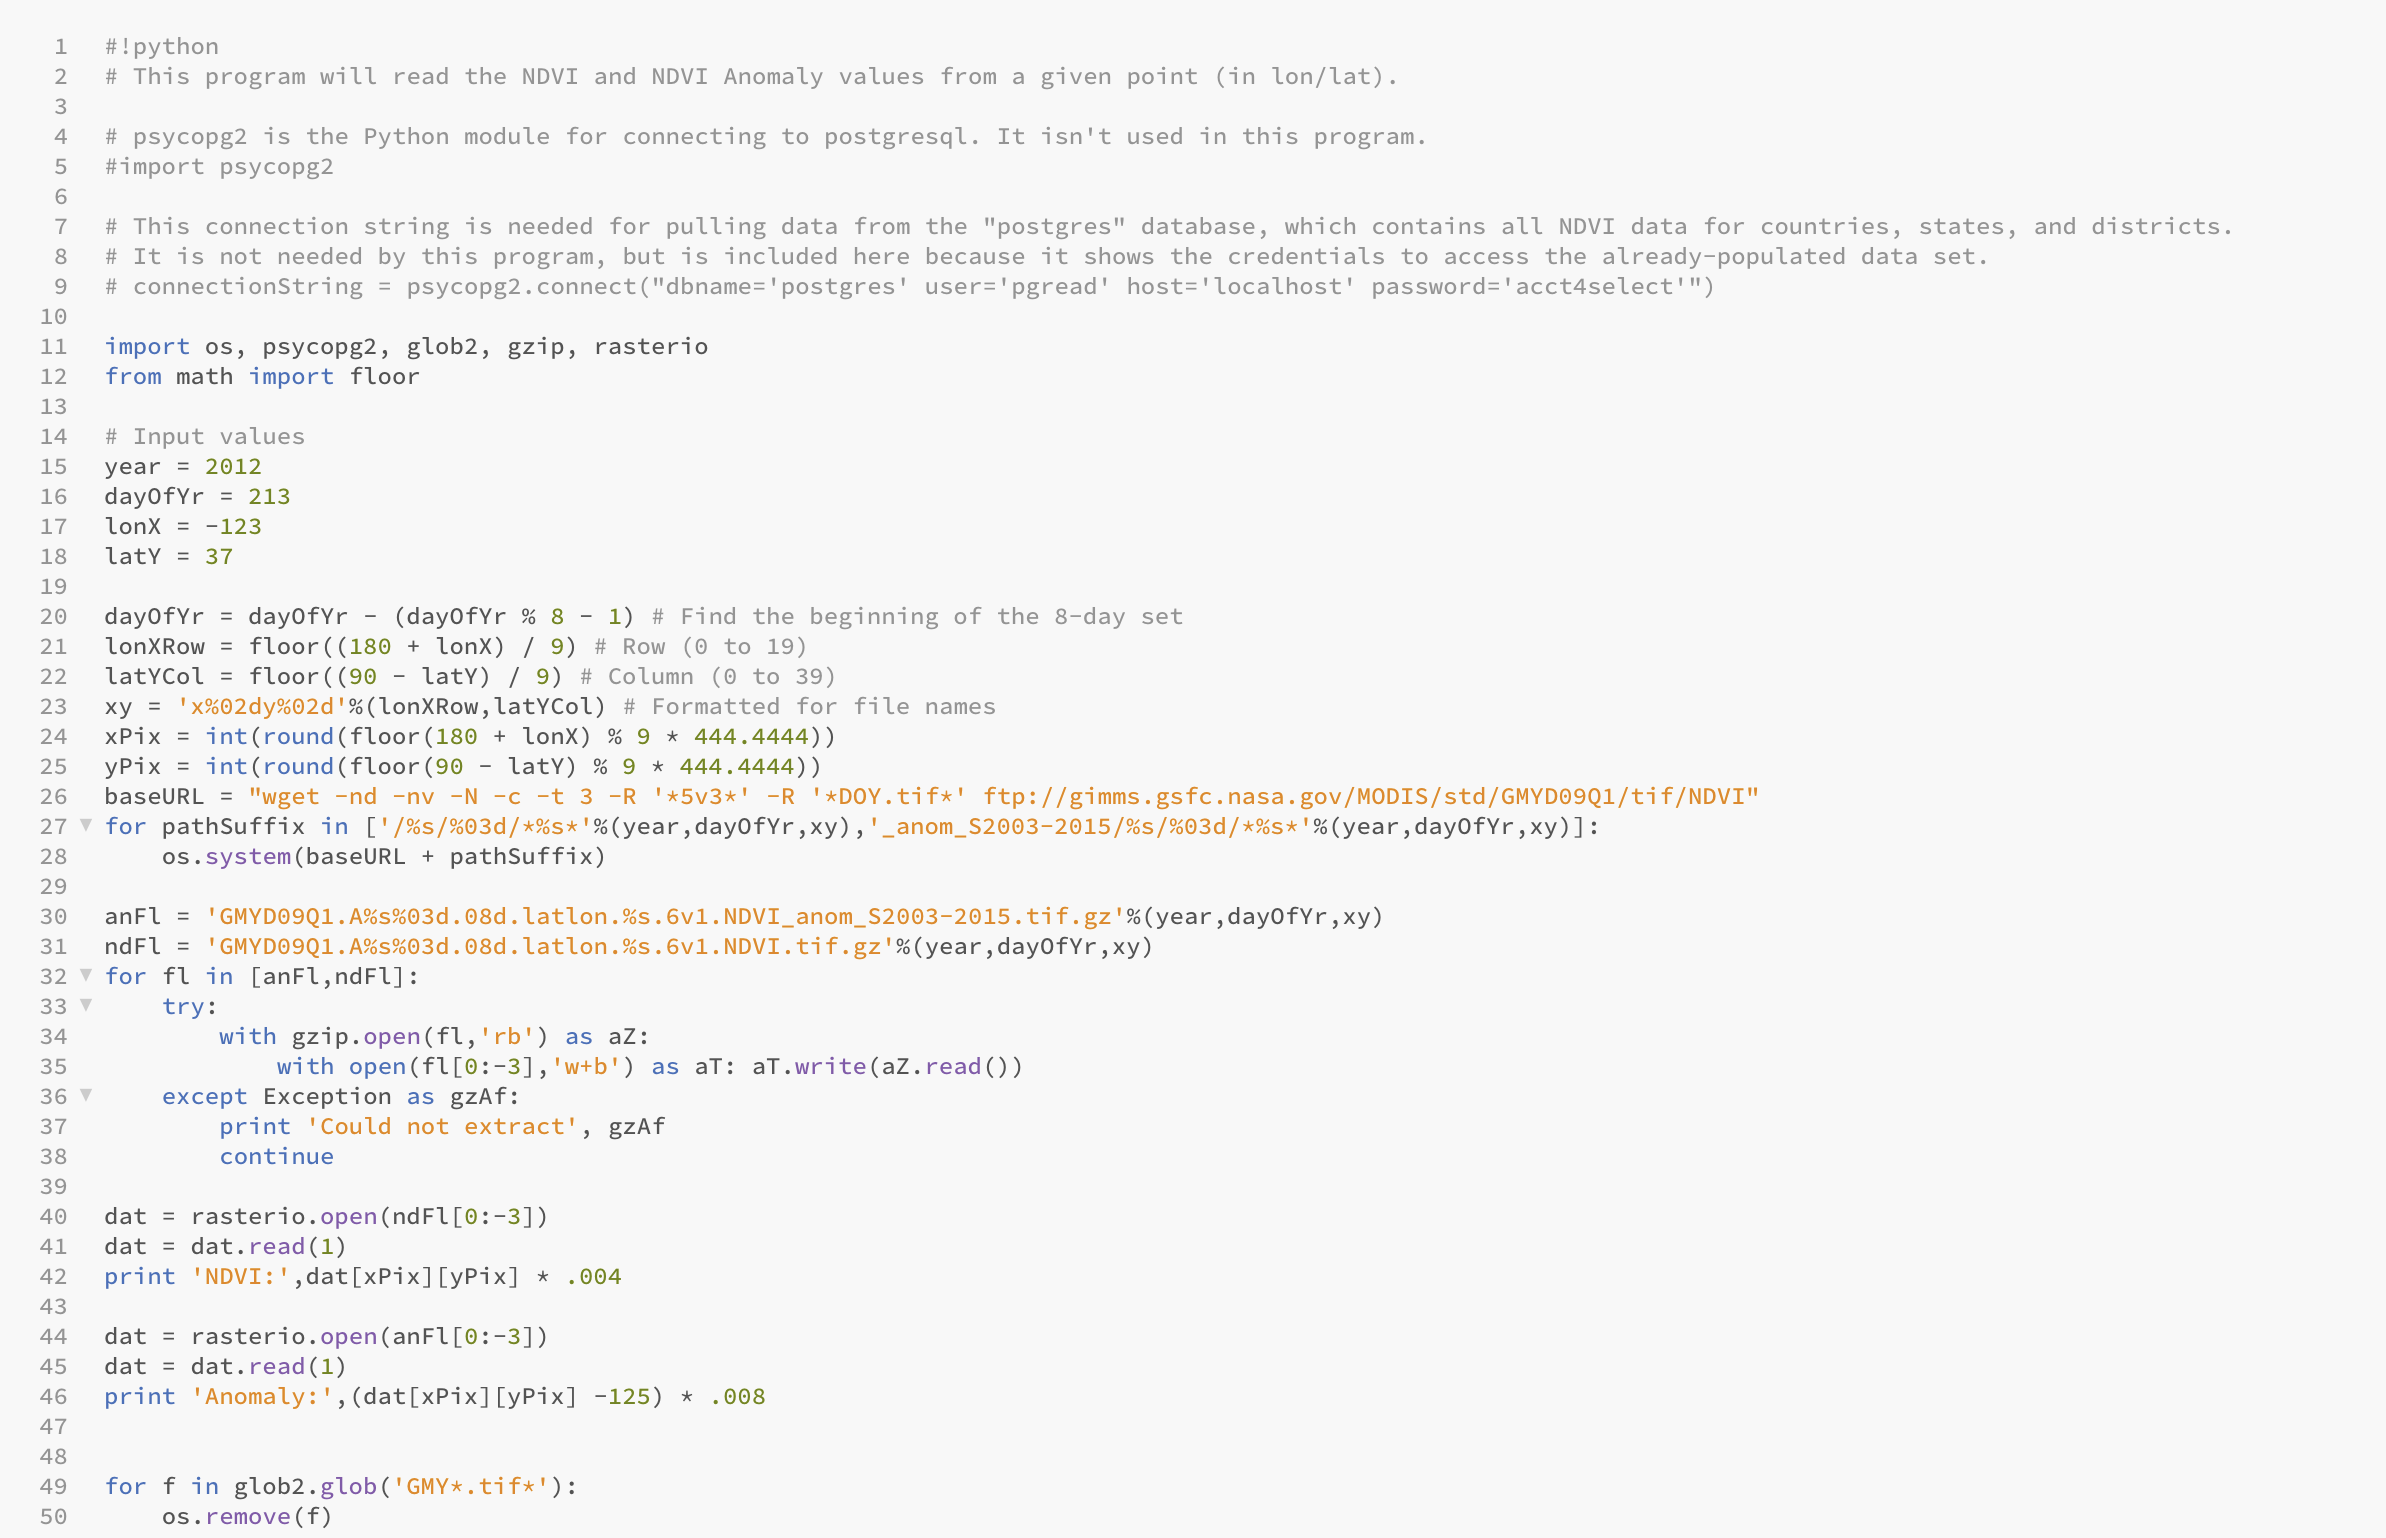 1 #!python
2 # This program will read the NDVI and NDVI Anomaly values from a given point (in lon/lat).
3
4 # psycopg2 is the Python module for connecting to postgresql. It isn't used in this program.
5 #import psycopg2
6
7 # This connection string is needed for pulling data from the "postgres" database, which contains all NDVI data for countries, states, and districts.
8 # It is not needed by this program, but is included here because it shows the credentials to access the already-populated data set.
9 # connectionString = psycopg2.connect("dbname='postgres' user='pgread' host='localhost' password='acct4select'")
10
11 import os, psycopg2, glob2, gzip, rasterio
12 from math import floor
13
14 # Input values
15 year = 2012
16 dayOfYr = 213
17 lonX = -123
18 latY = 37
19
20 dayOfYr = dayOfYr - (dayOfYr % 8 - 1) # Find the beginning of the 8-day set
21 lonXRow = floor((180 + lonX) / 9) # Row (0 to 19)
22 latYCol = floor((90 - latY) / 9) # Column (0 to 39)
23 xy = 'x%02dy%02d'%(lonXRow,latYCol) # Formatted for file names
24 xPix = int(round(floor(180 + lonX) % 9 * 444.4444))
25 yPix = int(round(floor(90 - latY) % 9 * 444.4444))
26 baseURL = "wget -nd -nv -N -c -t 3 -R '*5v3*' -R '*DOY.tif*' ftp://gimms.gsfc.nasa.gov/MODIS/std/GMYD09Q1/tif/NDVI"
27 ▼ for pathSuffix in ['/%s/%03d/*%s*'%(year,dayOfYr,xy),'_anom_S2003-2015/%s/%03d/*%s*'%(year,dayOfYr,xy)]:
28     os.system(baseURL + pathSuffix)
29
30 anFl = 'GMYD09Q1.A%s%03d.08d.latlon.%s.6v1.NDVI_anom_S2003-2015.tif.gz'%(year,dayOfYr,xy)
31 ndFl = 'GMYD09Q1.A%s%03d.08d.latlon.%s.6v1.NDVI.tif.gz'%(year,dayOfYr,xy)
32 ▼ for fl in [anFl,ndFl]:
33 ▼     try:
34         with gzip.open(fl,'rb') as aZ:
35             with open(fl[0:-3],'w+b') as aT: aT.write(aZ.read())
36 ▼     except Exception as gzAf:
37         print 'Could not extract', gzAf
38         continue
39
40 dat = rasterio.open(ndFl[0:-3])
41 dat = dat.read(1)
42 print 'NDVI:',dat[xPix][yPix] * .004
43
44 dat = rasterio.open(anFl[0:-3])
45 dat = dat.read(1)
46 print 'Anomaly:',(dat[xPix][yPix] -125) * .008
47
48
49 for f in glob2.glob('GMY*.tif*'):
50     os.remove(f)